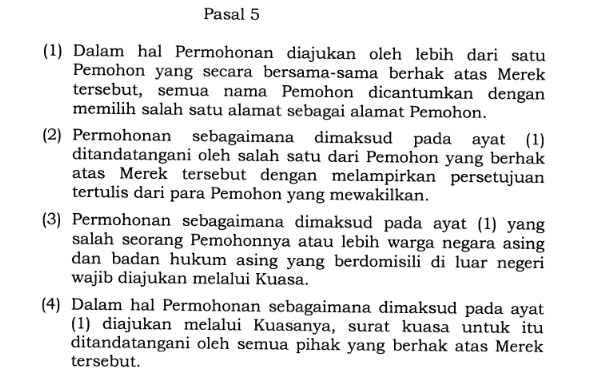 Pasal 5
(1) Dalam hal Permohonan diajukan oleh lebih dari satu
Pemohon yang secara bersama-sama berhak atas Merek
tersebut, semua nama Pemohon dicantumkan dengan
memilih salah satu alamat sebagai alamat Pemohon.
(2) Permohonan sebagaimana dimaksud pada ayat (1)
ditandatangani oleh salah satu dari Pemohon yang berhak
atas Merek tersebut dengan melampirkan persetujuan
tertulis dari para Pemohon yang mewakilkan.
(3) Permohonan sebagaimana dimaksud pada ayat (1) yang
salah seorang Pemohonnya atau lebih warga negara asing
dan badan hukum asing yang berdomisili di luar negeri
wajib diajukan melalui Kuasa.
(4) Dalam hal Permohonan sebagaimana dimaksud pada ayat
(1) diajukan melalui Kuasanya, surat kuasa untuk itu
ditandatangani oleh semua pihak yang berhak atas Merek
tersebut.